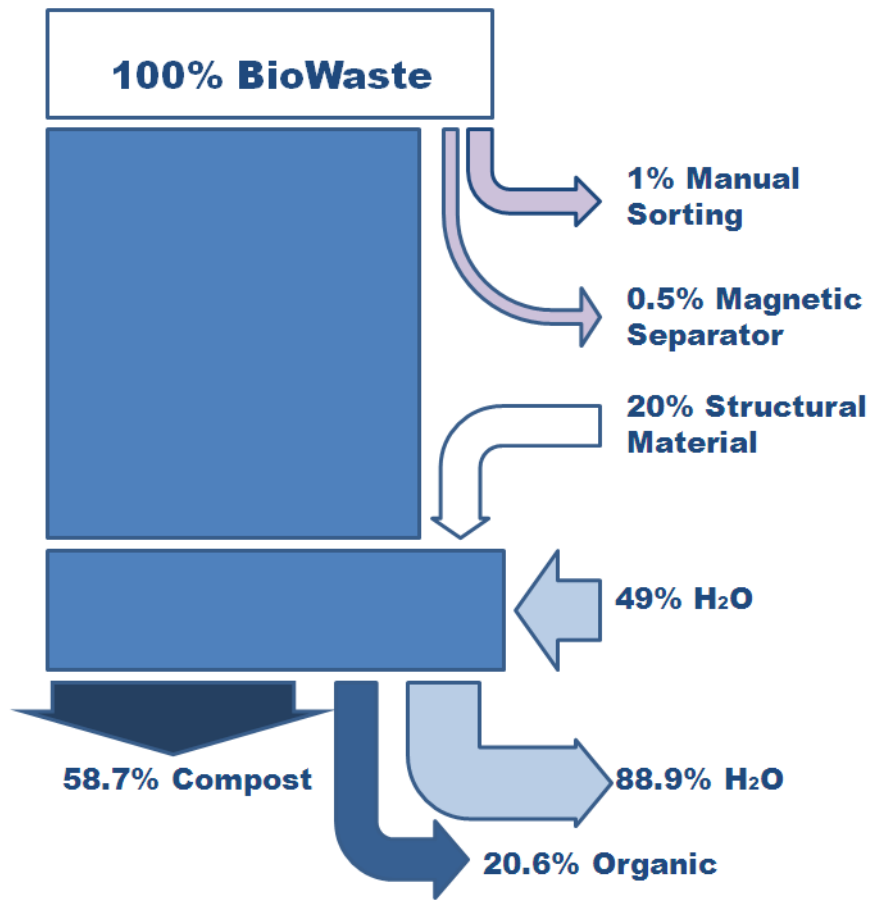 100% BioWaste
1% Manual
Sorting
0.5% Magnetic
Separator
20% Structural
Material
49% H₂O
58.7% Compost
88.9% H₂O
20.6% Organic